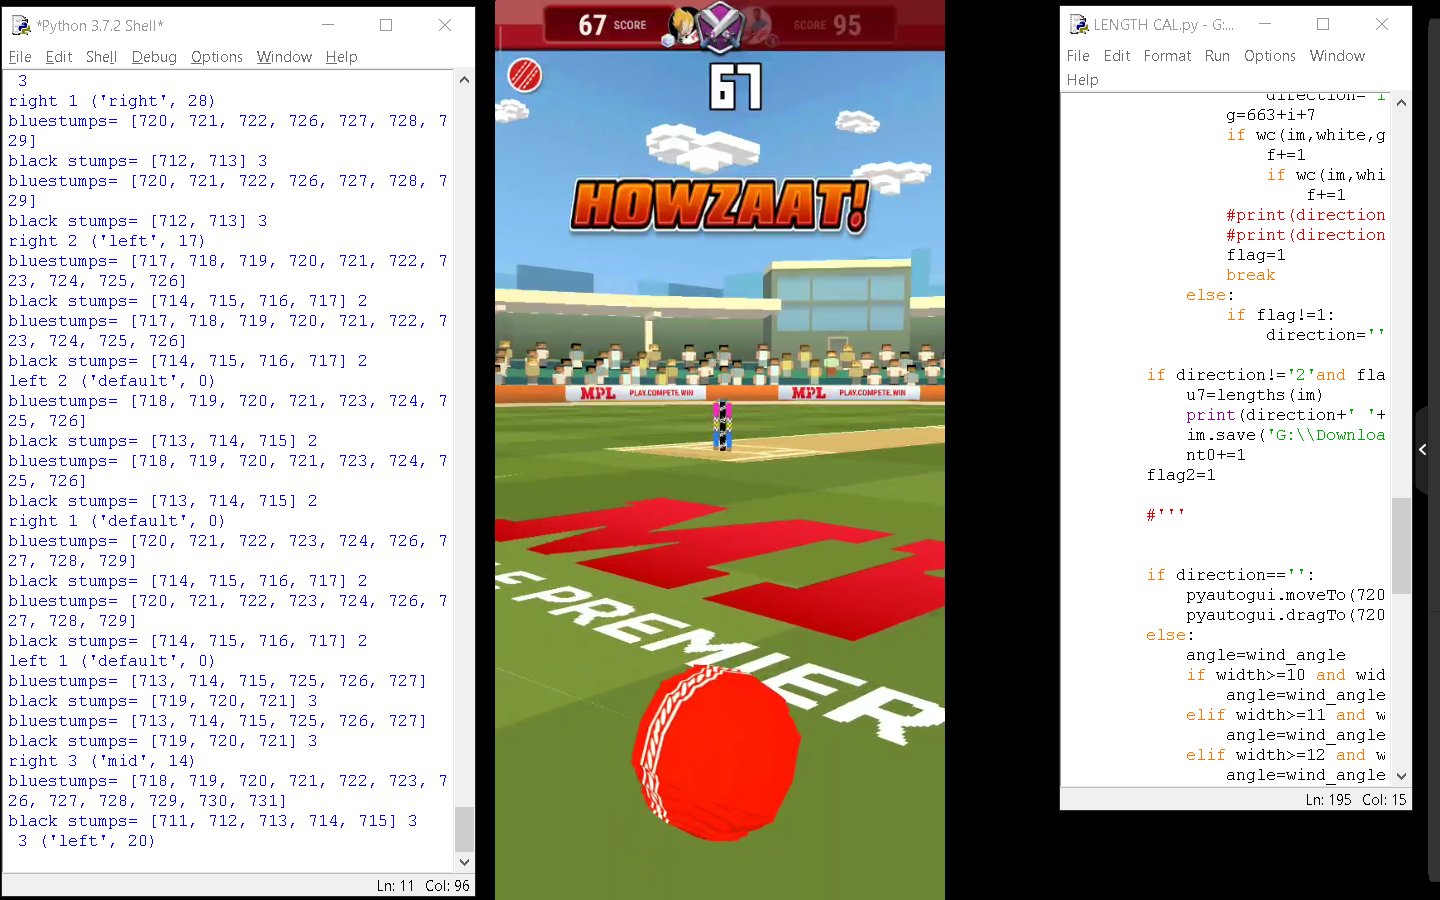 *Python 3.7.2 Shell*
File Edit Shell Debug Options Window Help
3
right 1 ('right', 28)
bluestumps= [720, 721, 722, 726, 727, 728, 7
29]
black stumps= [712, 713] 3
bluestumps= [720, 721, 722, 726, 727, 728, 7
29]
black stumps= [712, 713] 3
right 2 ('left', 17)
bluestumps= [717, 718, 719, 720, 721, 722, 7
23, 724, 725, 726]
black stumps= [714, 715, 716, 717] 2
bluestumps= [717, 718, 719, 720, 721, 722, 7
23, 724, 725, 726]
black stumps= [714, 715, 716, 717] 2
left 2 ('default', 0)
bluestumps= [718, 719, 720, 721, 723, 724, 7
25, 726]
black stumps= [713, 714, 715] 2
bluestumps= [718, 719, 720, 721, 723, 724, 7
25, 726]
black stumps= [713, 714, 715] 2
right 1 ('default', 0)
bluestumps= [720, 721, 722, 723, 724, 726, 7
27, 728, 729]
black stumps= [714, 715, 716, 717] 2
bluestumps= [720, 721, 722, 723, 724, 726, 7
27, 728, 729]
black stumps= [714, 715, 716, 717] 2
left 1 ('default', 0)
bluestumps= [713, 714, 715, 725, 726, 727]
black stumps= [719, 720, 721] 3
bluestumps= [713, 714, 715, 725, 726, 727]
black stumps= [719, 720, 721] 3
right 3 ('mid', 14)
bluestumps= [718, 719, 720, 721, 722, 723, 7
26, 727, 728, 729, 730, 731]
black stumps= [711, 712, 713, 714, 715] 3
3 ('left', 20)
Ln: 11 Col: 96
67 SCORE SCORE 95
67
HOWZAAT!
MPL PLAY.COMPETE.WIN MPL PLAY.COMPETE.WIN
E PREMIER
LENGTH CAL.py - G:...
File Edit Format Run Options Window
Help
direction='1
g=663+i+7
if wc(im,white,g
f+=1
if wc(im,whi
f+=1
#print(direction
#print(direction
flag=1
break
else:
if flag!=1:
direction=''
if direction!='2'and fla
u7=lengths(im)
print(direction+' '+
im.save('G:\\Downloa
nt0+=1
flag2=1
#'''
if direction=='':
pyautogui.moveTo(720
pyautogui.dragTo(720
else:
angle=wind_angle
if width>=10 and wid
angle=wind_angle
elif width>=11 and w
angle=wind_angle
elif width>=12 and w
angle=wind_angle
Ln: 195 Col: 15